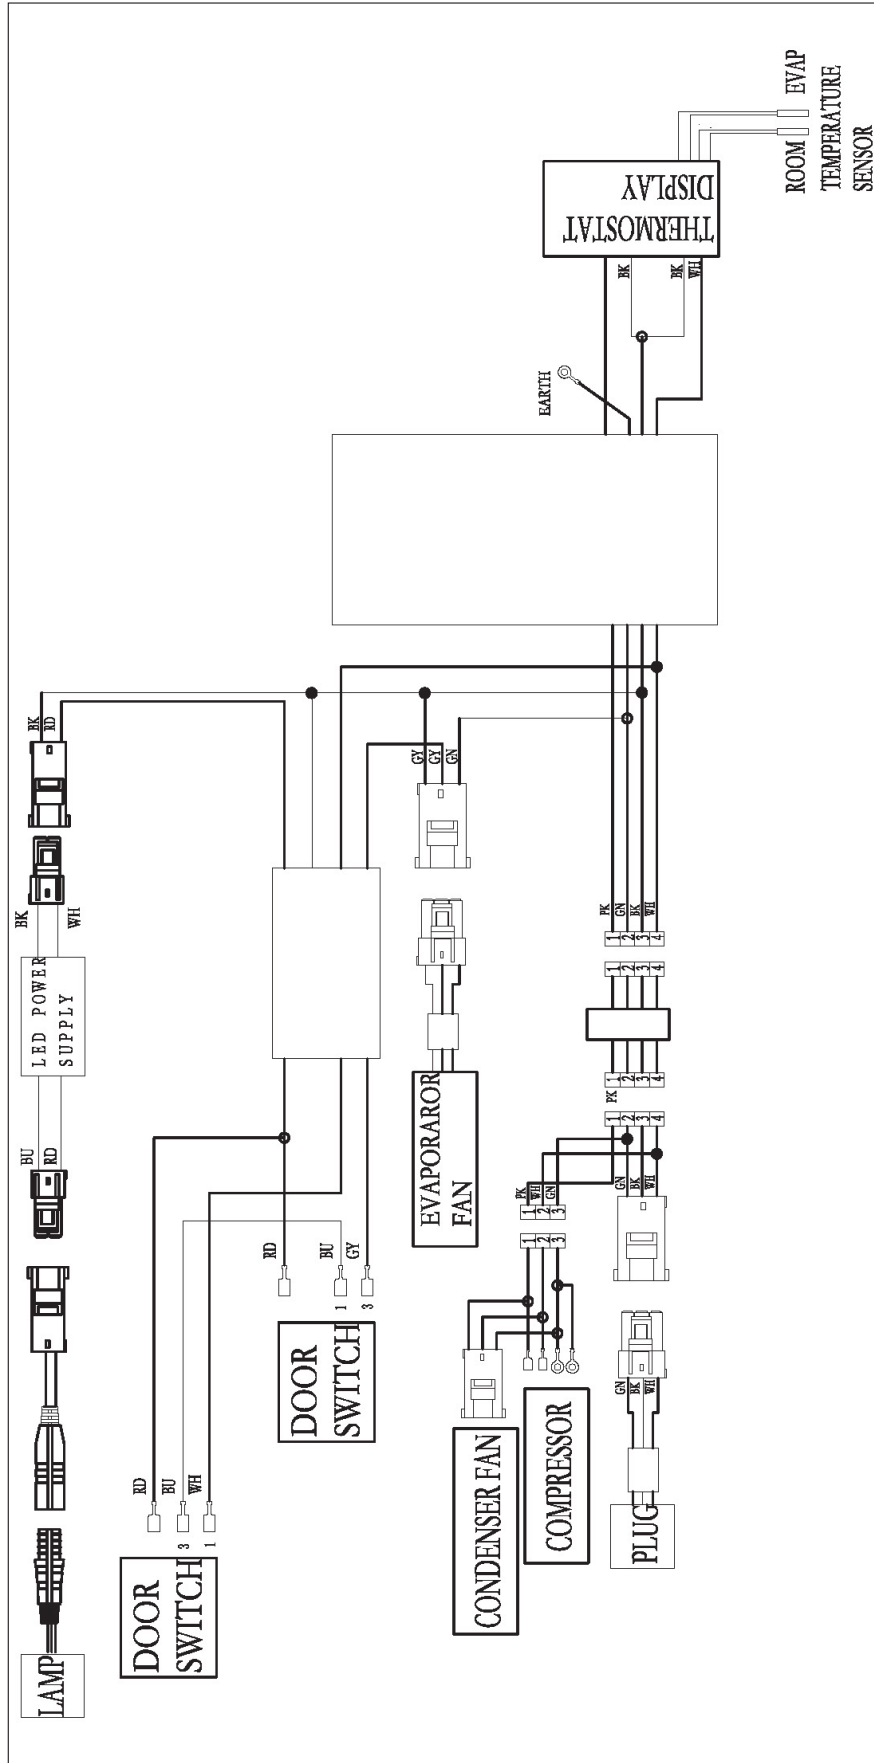 LAMP
BU
RD
LED POWER
SUPPLY
BK
WH
BK
RD
DOOR
SWITCH
RD
BU
3
WH
1
DOOR
SWITCH
RD
BU
1
GY
3
EVAPORAROR
FAN
GY
GY
GN
CONDENSER FAN
COMPRESSOR
1
2
3
PK
WH
GN
1
2
3
PLUG
GN
BK
WH
GN
BK
WH
1
2
3
4
PK
1
2
3
4
1
2
3
4
1
2
3
4
PK
GN
BK
WH
EARTH
BK
BK
WH
THERMOSTAT
DISPLAY
ROOM EVAP
TEMPERATURE
SENSOR